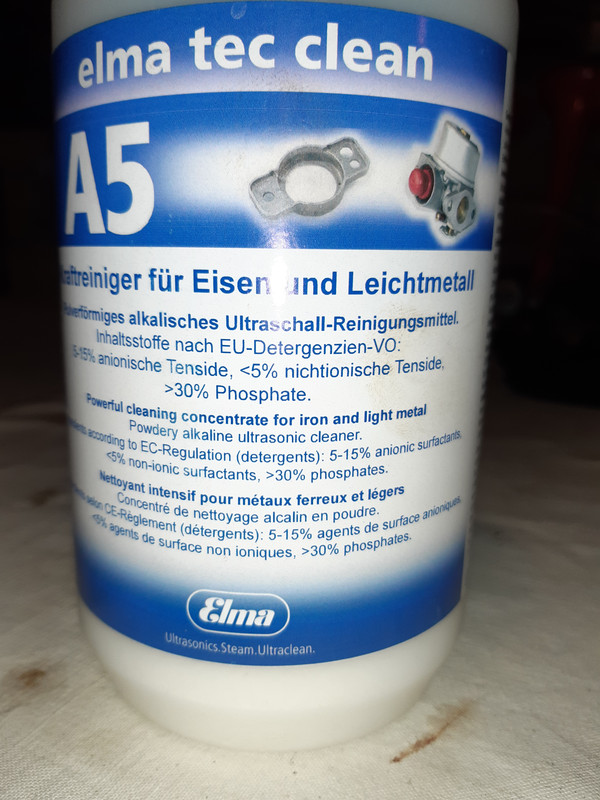 elma tec clean
A5
für Eisen und Leichtmetall
alkalisches Ultraschall-Reinigungsmittel.
Inhaltsstoffe nach EU-Detergenzien-VO:
5-15% anionische Tenside, <5% nichtionische Tenside,
>30% Phosphate.
Powerful cleaning concentrate for iron and light metal
Powdery alkaline ultrasonic cleaner.
according to EC-Regulation (detergents): 5-15% anionic surfactants,
<5% non-ionic surfactants, >30% phosphates.
Nettoyant intensif pour métaux ferreux et légers
Concentré de nettoyage alcalin en poudre.
selon CE-Règlement (détergents): 5-15% agents de surface anioniques,
<5% agents de surface non ioniques, >30% phosphates.
Elma
Ultrasonics.Steam.Ultraclean.